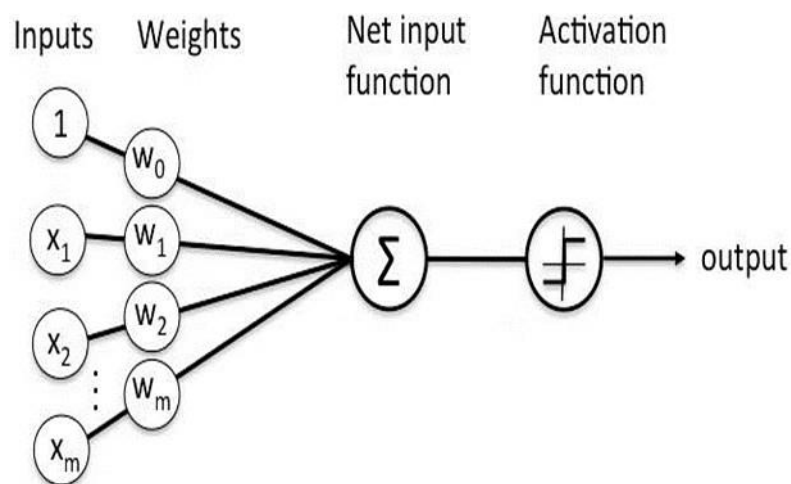 Inputs Weights Net input function Activation function
1
w₀
x₁
w₁
Σ
output
x₂
w₂
⋮
wₘ
xₘ